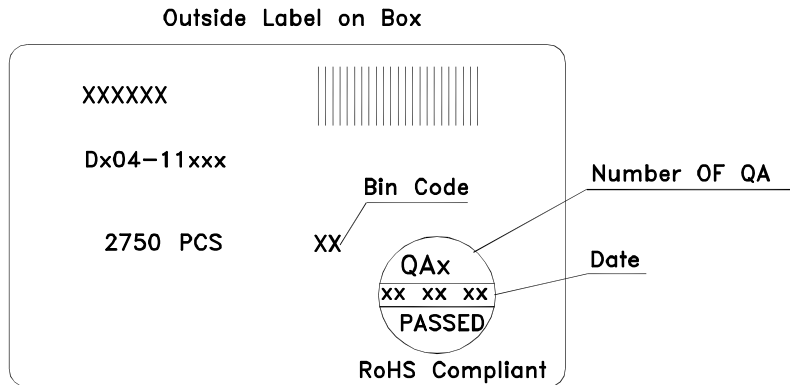 Outside Label on Box
XXXXXX
Dx04-11xxx
Bin Code
Number OF QA
2750 PCS
XX
QAx
Date
xx xx xx
PASSED
RoHS Compliant